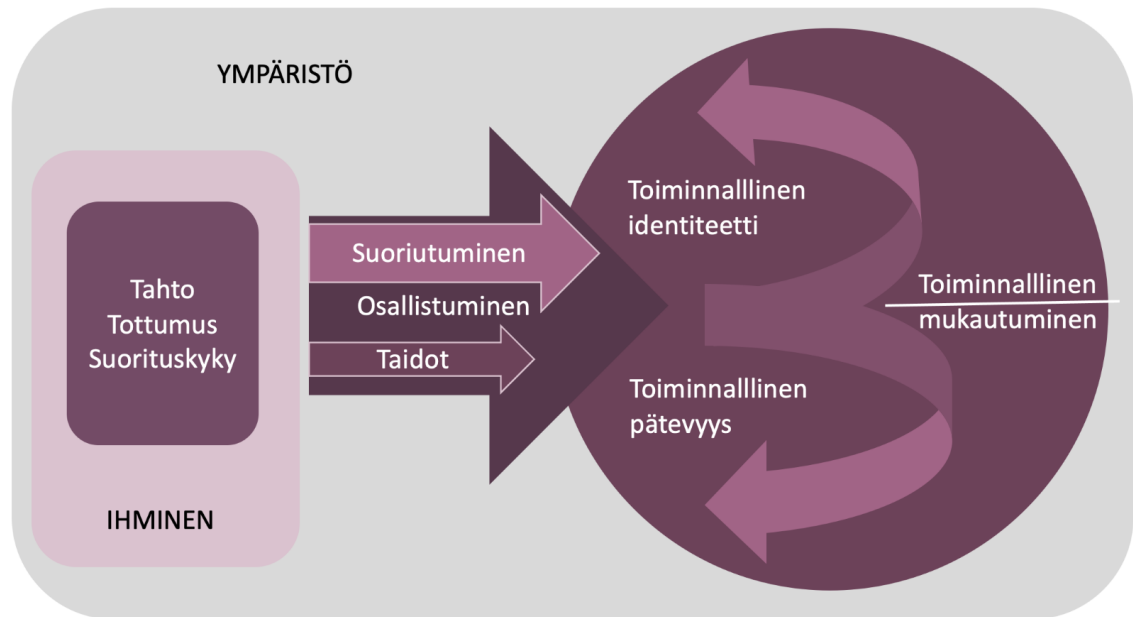 YMPÄRISTÖ
Tahto
Tottumus
Suorituskyky
IHMINEN
Suoriutuminen
Osallistuminen
Taidot
Toiminnalllinen
identiteetti
Toiminnalllinen
pätevyys
Toiminnalllinen
mukautuminen